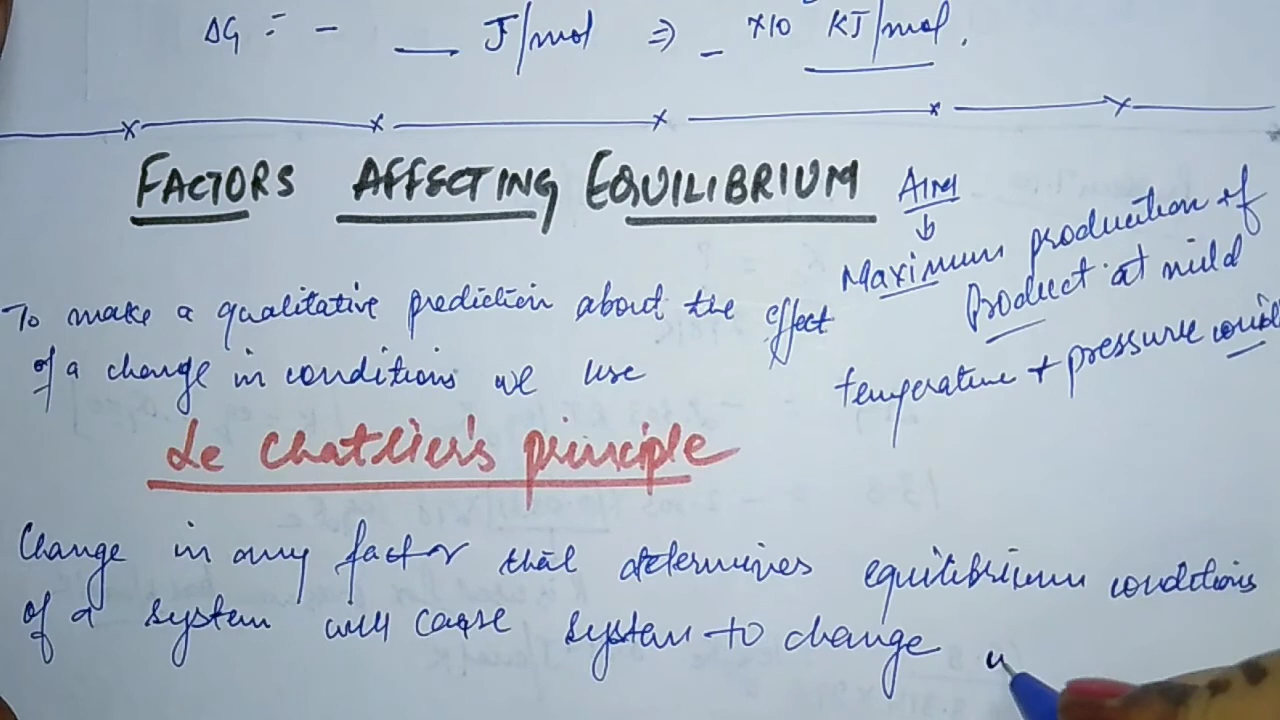 ΔG = - __ J/mol ⇒ - ×10 KJ/mol.
FACTORS AFFECTING EQUILIBRIUM
AIM
Maximum production of
Product at mild
temperature + pressure
To make a qualitative prediction about the effect
of a change in conditions we use
Le Chatlier's principle
Change in any factor that determines equilibrium conditions
of a system will cause system to change